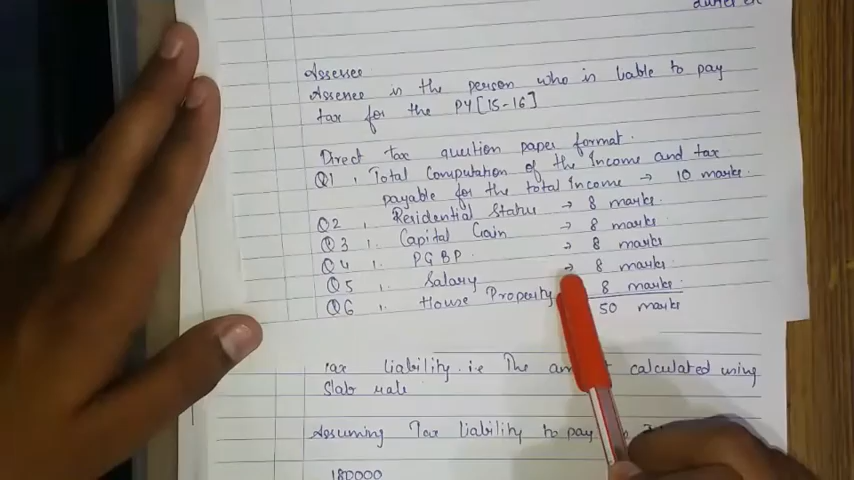 Assessee
Assessee is the person who is liable to pay
tax for the PY [15-16]
Direct tax question paper format.
Q1 : Total Computation of the Income and tax
payable for the total Income → 10 marks.
Q2 : Residential Status → 8 marks.
Q3 : Capital Gain → 8 marks
Q4 : PGBP. → 8 marks
Q5 : Salary → 8 marks
Q6 : House Property 8 marks
50 marks
Tax liability i.e The calculated using
Slab rate
Assuming Tax liability to pay
180000